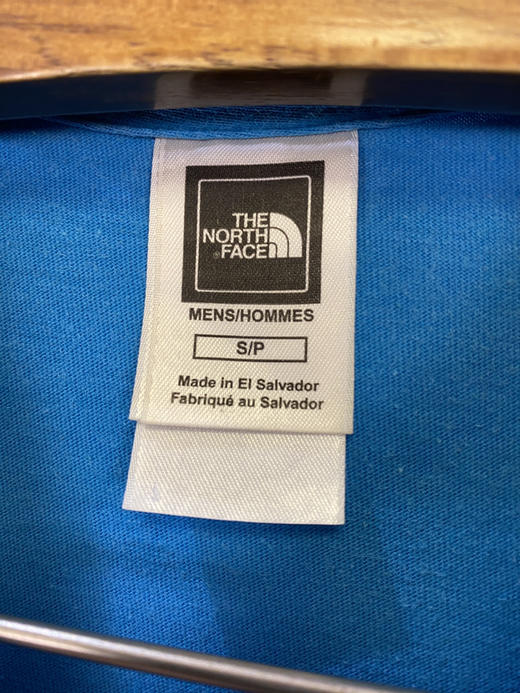 THE
NORTH
®FACE
MENS/HOMMES
S/P
Made in El Salvador
Fabriqué au Salvador